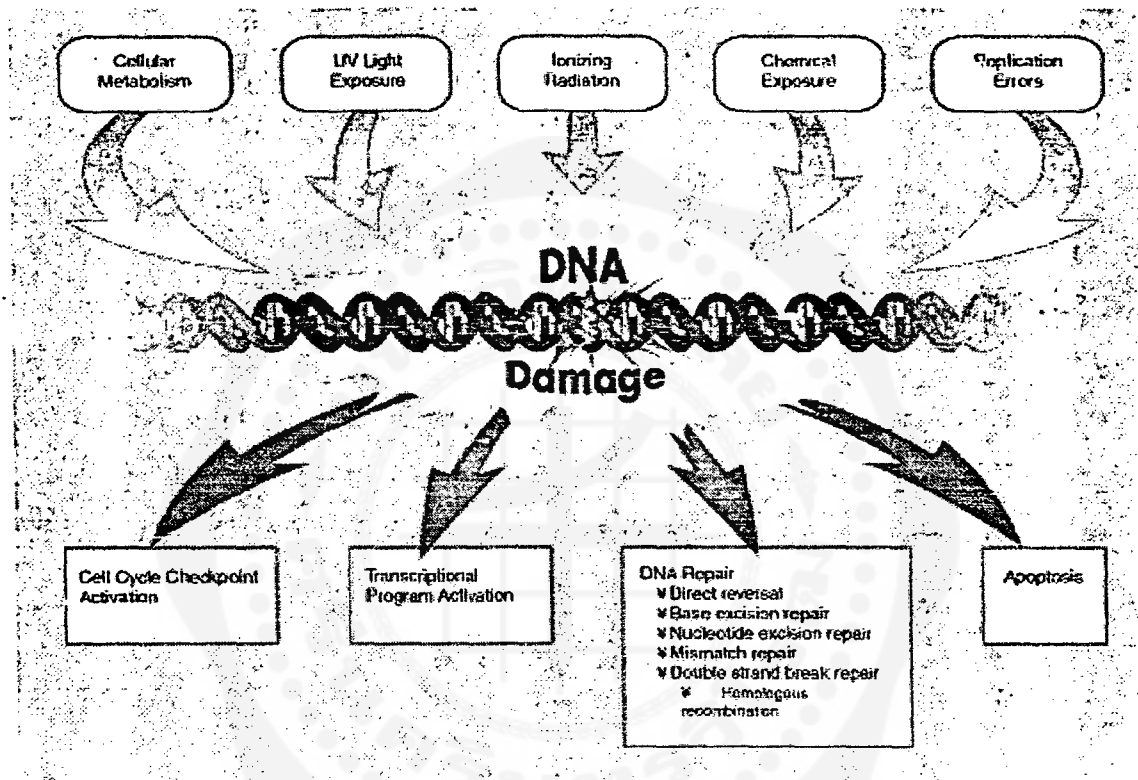 Cellular
Metabolism
UV Light
Exposure
Ionizing
Radiation
Chemical
Exposure
Replication
Errors
DNA
Damage
Cell Cycle Checkpoint
Activation
Transcriptional
Program Activation
DNA Repair
¥ Direct reversal
¥ Base excision repair
¥ Nucleotide excision repair
¥ Mismatch repair
¥ Double strand break repair
¥ Homologous
recombination
Apoptosis